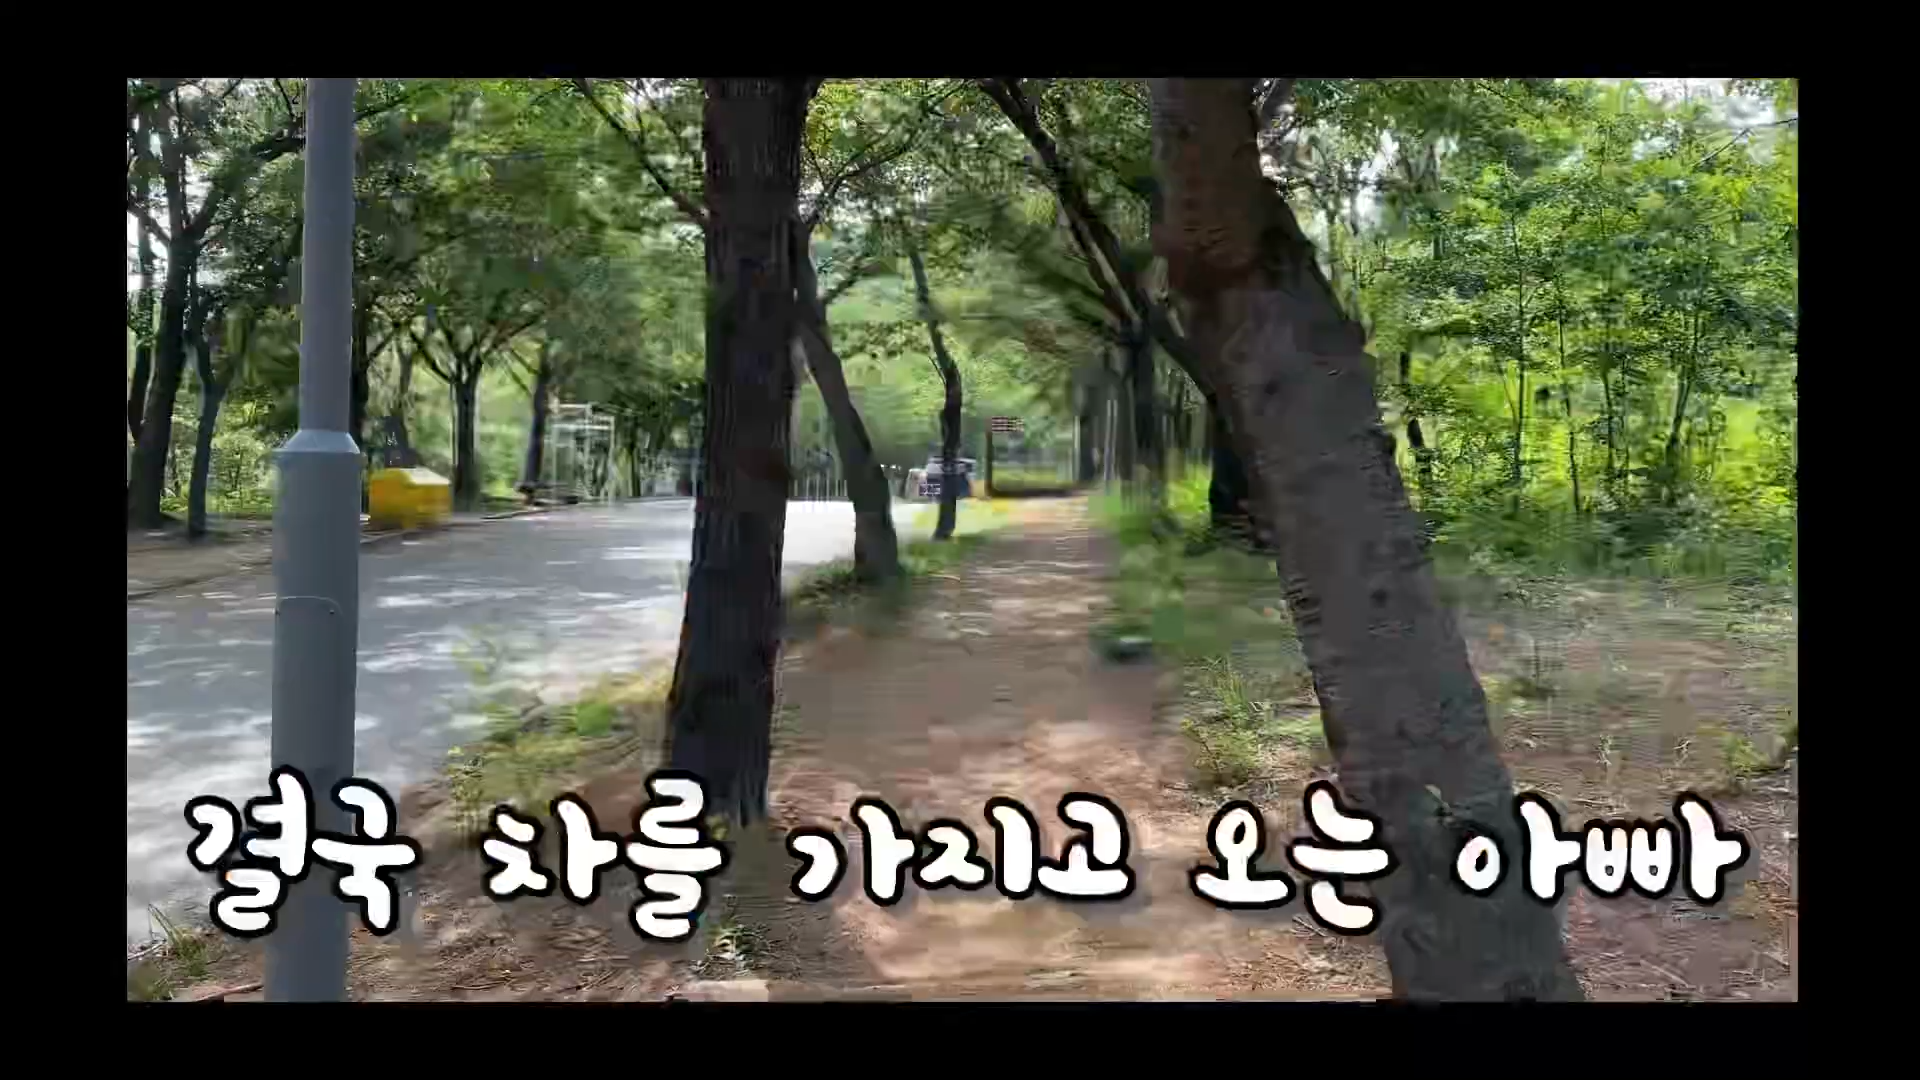 결국 차를 가지고 오는 아빠